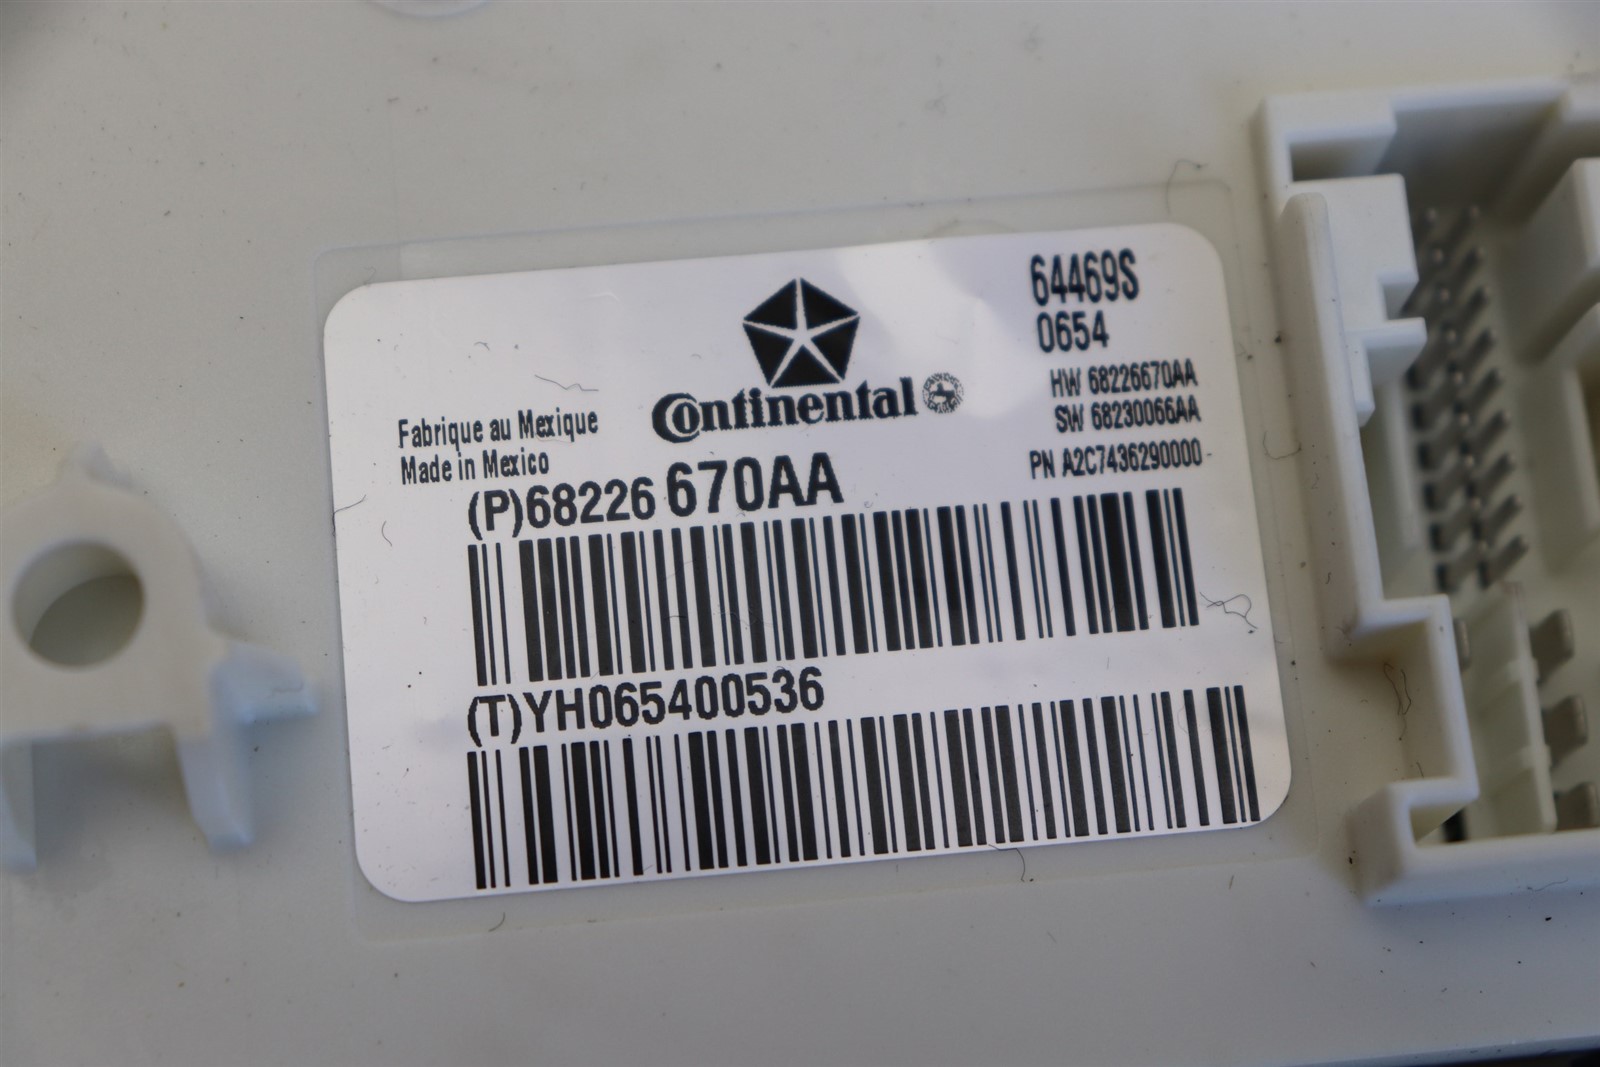 64469S
0654
Continental
HW 68226670AA
SW 68230066AA
Fabrique au Mexique
Made in Mexico
PN A2C7436290000
(P)68226 670AA
(T)YH065400536